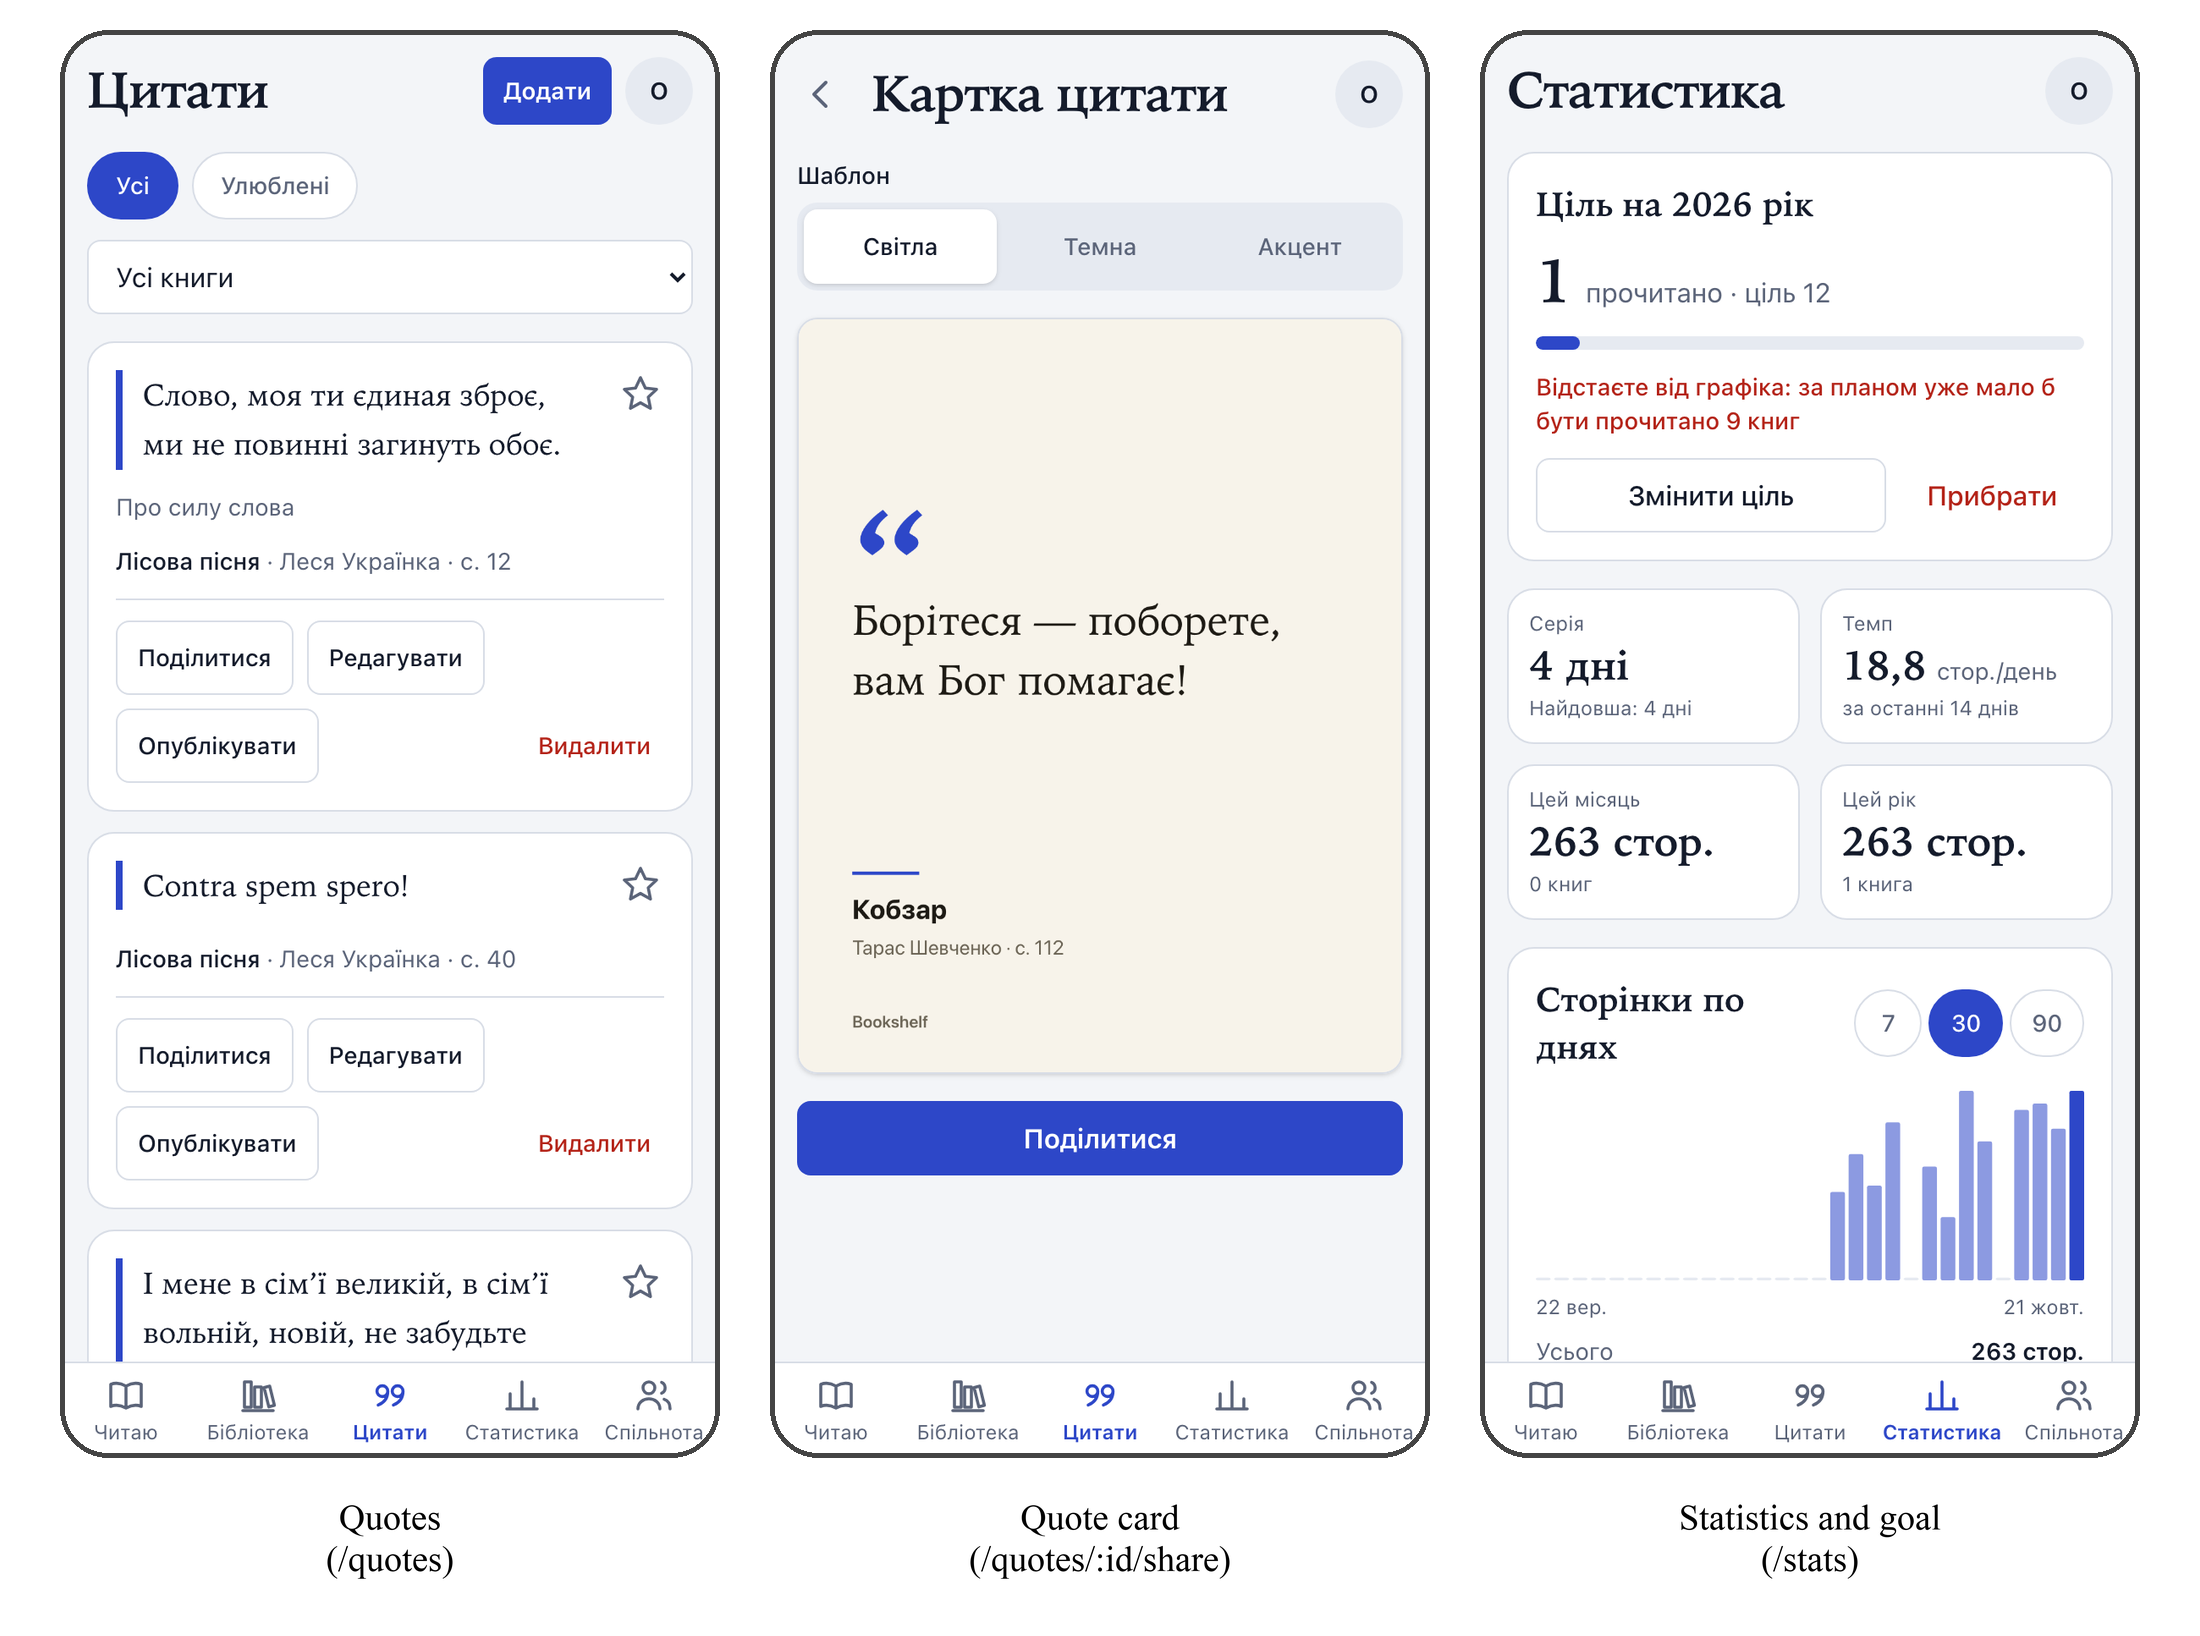 Цитати
Додати
О
Усі
Улюблені
Усі книги
Слово, моя ти єдиная зброє,
ми не повинні загинуть обоє.
Про силу слова
Лісова пісня · Леся Українка · с. 12
Поділитися
Редагувати
Опублікувати
Видалити
Contra spem spero!
Лісова пісня · Леся Українка · с. 40
Поділитися
Редагувати
Опублікувати
Видалити
І мене в сім’ї великій, в сім’ї
вольній, новій, не забудьте
Читаю
Бібліотека
Цитати
Статистика
Спільнота
Quotes
(/quotes)
Картка цитати
О
Шаблон
Світла
Темна
Акцент
“
Борітеся — поборете,
вам Бог помагає!
Кобзар
Тарас Шевченко · с. 112
Bookshelf
Поділитися
Читаю
Бібліотека
Цитати
Статистика
Спільнота
Quote card
(/quotes/:id/share)
Статистика
О
Ціль на 2026 рік
1 прочитано · ціль 12
Відстаєте від графіка: за планом уже мало б
бути прочитано 9 книг
Змінити ціль
Прибрати
Серія
4 дні
Найдовша: 4 дні
Темп
18,8 стор./день
за останні 14 днів
Цей місяць
263 стор.
0 книг
Цей рік
263 стор.
1 книга
Сторінки по
днях
7
30
90
22 вер.
21 жовт.
Усього
263 стор.
Читаю
Бібліотека
Цитати
Статистика
Спільнота
Statistics and goal
(/stats)